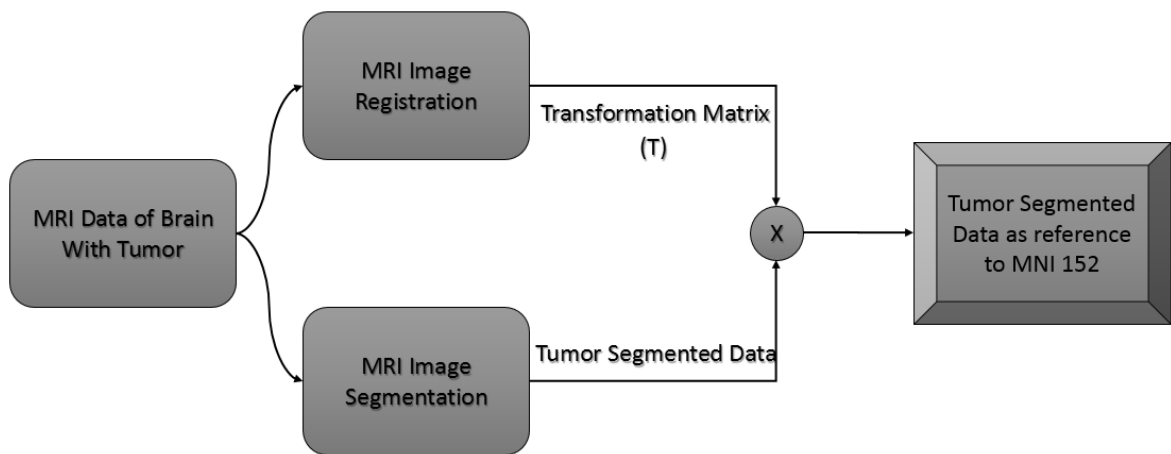 MRI Data of Brain
With Tumor
MRI Image
Registration
Transformation Matrix
(T)
MRI Image
Segmentation
Tumor Segmented Data
X
Tumor Segmented
Data as reference
to MNI 152